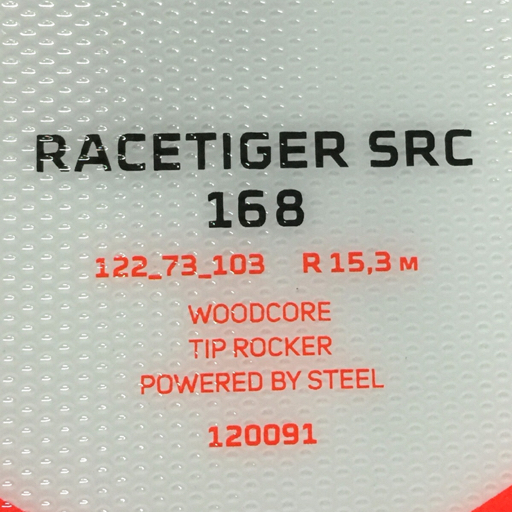 RACETIGER SRC
168
122_73_103 R 15,3 M
WOODCORE
TIP ROCKER
POWERED BY STEEL
120091